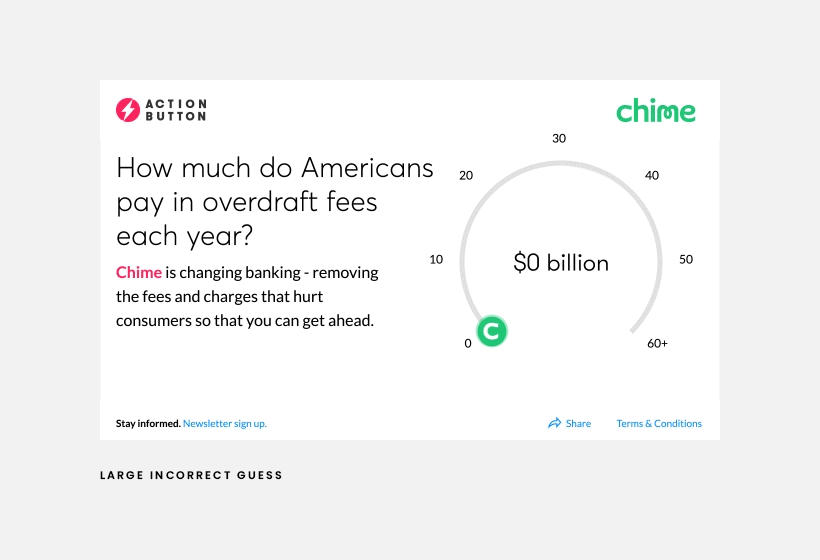 ACTION
BUTTON
chime
How much do Americans
pay in overdraft fees
each year?
Chime is changing banking - removing
the fees and charges that hurt
consumers so that you can get ahead.
30
20
40
10
$0 billion
50
C
0
60+
Stay informed. Newsletter sign up.
Share
Terms & Conditions
LARGE INCORRECT GUESS